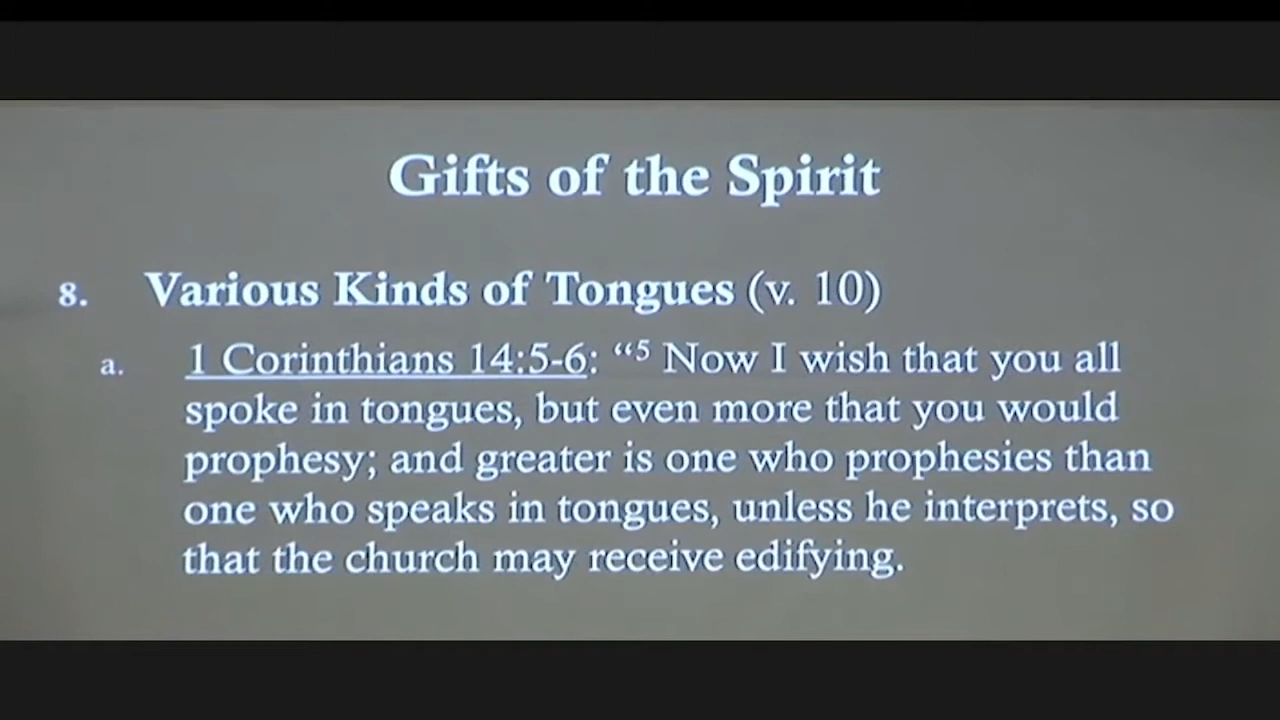 Gifts of the Spirit
8. Various Kinds of Tongues (v. 10)
a. 1 Corinthians 14:5-6: “⁵ Now I wish that you all
spoke in tongues, but even more that you would
prophesy; and greater is one who prophesies than
one who speaks in tongues, unless he interprets, so
that the church may receive edifying.